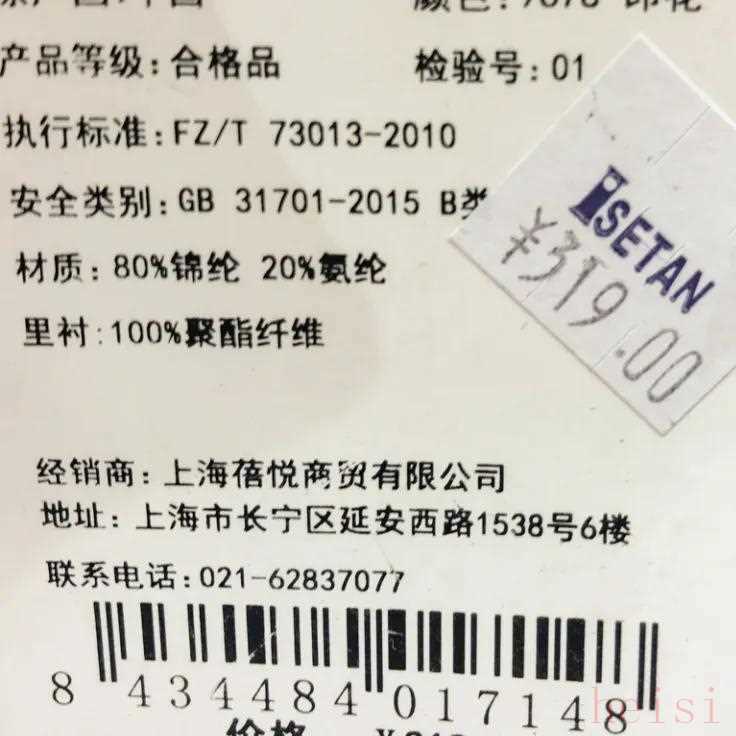 产品等级:合格品 检验号:01
执行标准:FZ/T 73013-2010
安全类别:GB 31701-2015 B类
ISETAN
¥319.00
材质:80%锦纶 20%氨纶
里衬:100%聚酯纤维
经销商:上海蓓悦商贸有限公司
地址:上海市长宁区延安西路1538号6楼
联系电话:021-62837077
8 434484 017148
heisi
价格